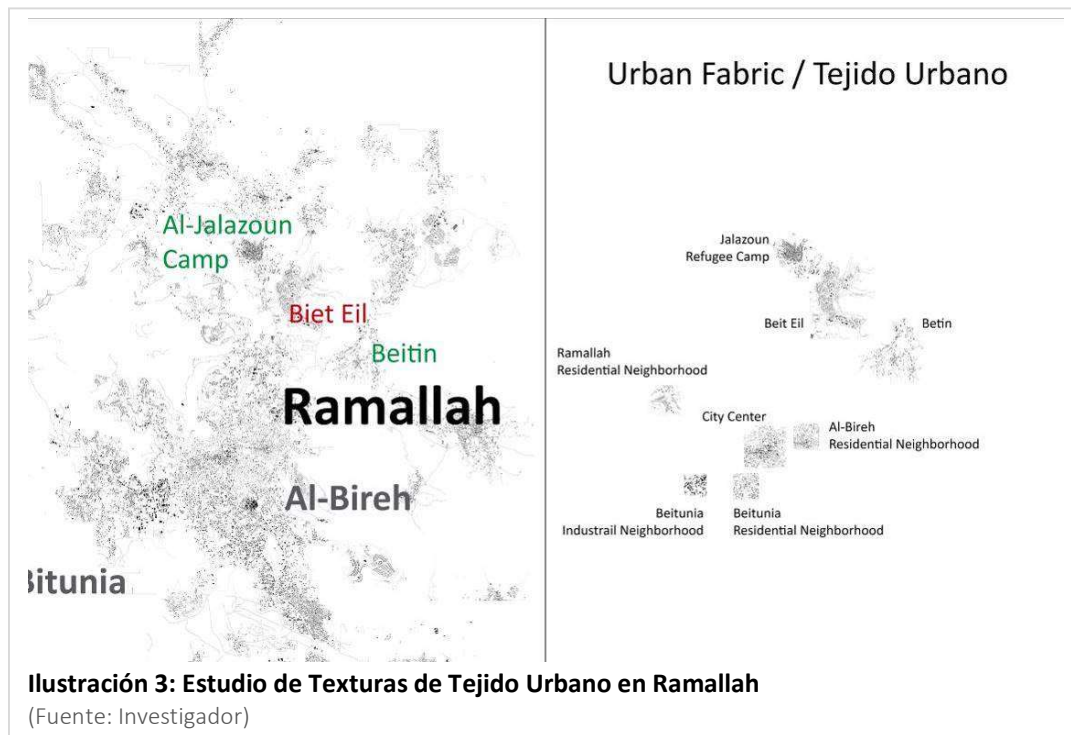 Al-Jalazoun
Camp
Biet Eil
Beitin
Ramallah
Al-Bireh
Bitunia
Urban Fabric / Tejido Urbano
Jalazoun
Refugee Camp
Beit Eil
Betin
Ramallah
Residential Neighborhood
City Center
Al-Bireh
Residential Neighborhood
Beitunia
Industrail Neighborhood
Beitunia
Residential Neighborhood
Ilustración 3: Estudio de Texturas de Tejido Urbano en Ramallah
(Fuente: Investigador)